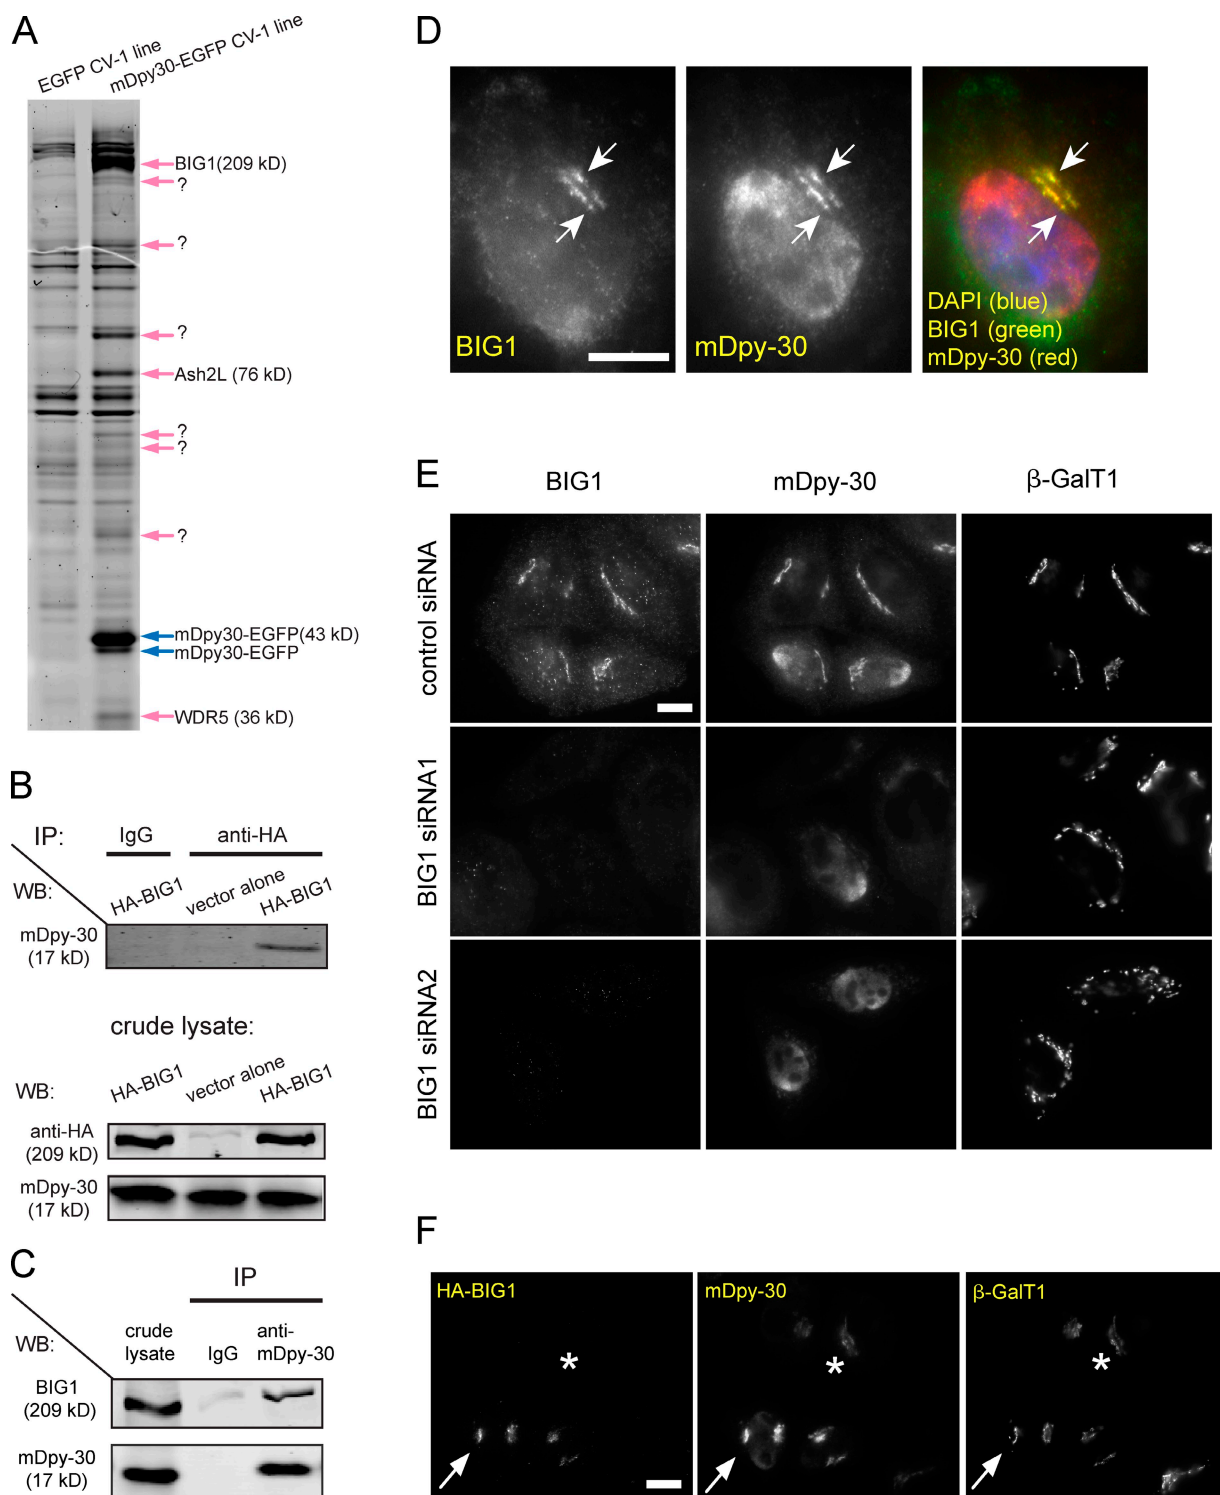 A
EGFP CV-1 line
mDpy30-EGFP CV-1 line
BIG1(209 kD)
?
?
?
Ash2L (76 kD)
?
?
?
mDpy30-EGFP(43 kD)
mDpy30-EGFP
WDR5 (36 kD)
B
IP:
IgG
anti-HA
WB:
HA-BIG1
vector alone
HA-BIG1
mDpy-30
(17 kD)
crude lysate:
WB:
HA-BIG1
vector alone
HA-BIG1
anti-HA
(209 kD)
mDpy-30
(17 kD)
C
IP
WB:
crude
lysate
IgG
anti-
mDpy-30
BIG1
(209 kD)
mDpy-30
(17 kD)
D
BIG1
mDpy-30
DAPI (blue)
BIG1 (green)
mDpy-30 (red)
E
BIG1
mDpy-30
β-GalT1
control siRNA
BIG1 siRNA1
BIG1 siRNA2
F
HA-BIG1
mDpy-30
β-GalT1
*
*
*